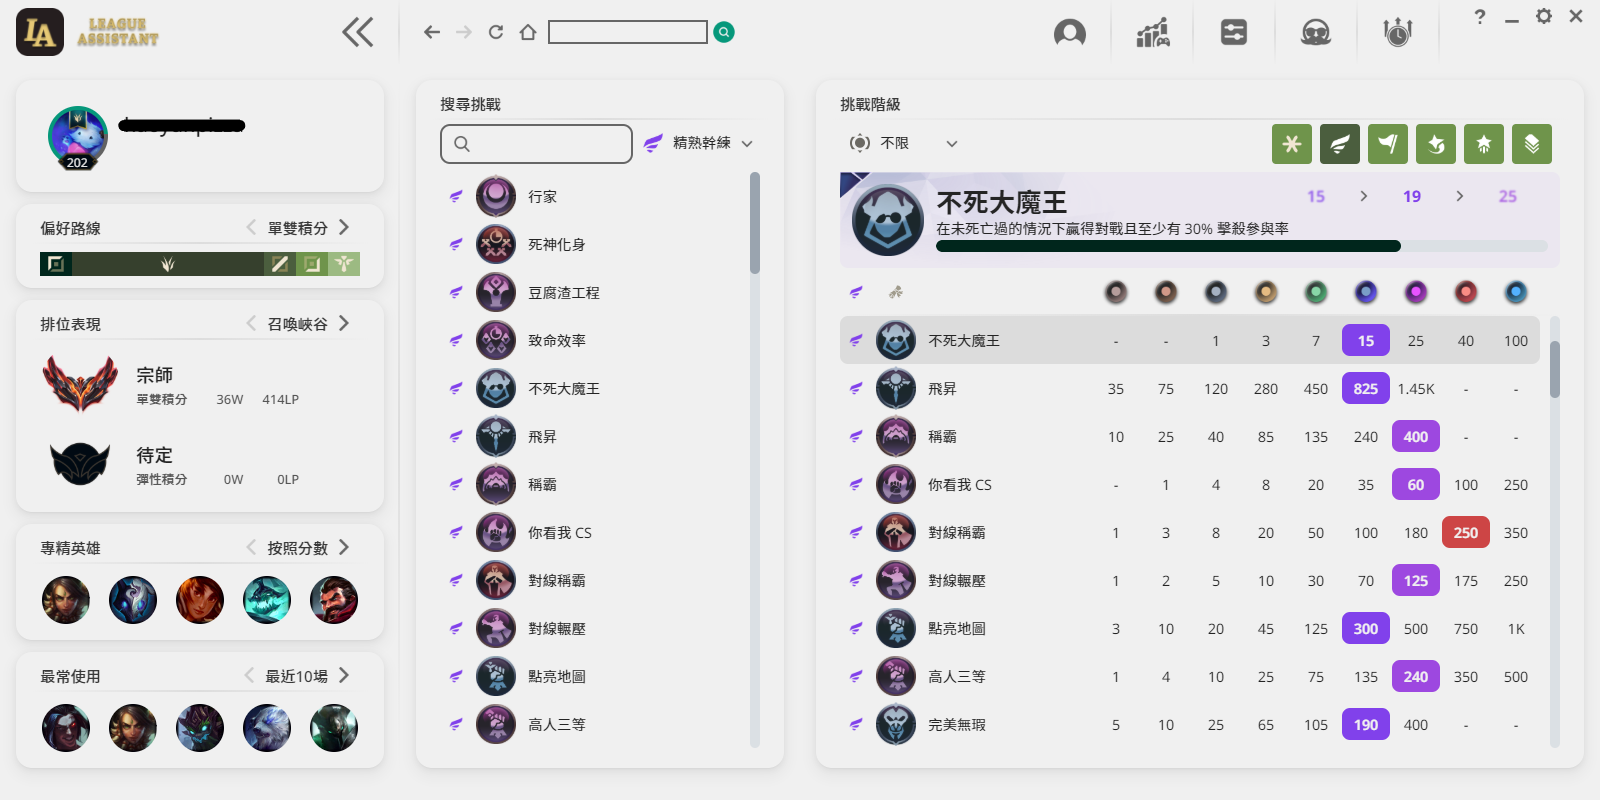 LA
LEAGUE
ASSISTANT
?
202
偏好路線
單雙積分
排位表現
召喚峽谷
宗師
單雙積分 36W 414LP
待定
彈性積分 0W 0LP
專精英雄
按照分數
最常使用
最近10場
搜尋挑戰
精熟幹練
行家
死神化身
豆腐渣工程
致命效率
不死大魔王
飛昇
稱霸
你看我 CS
對線稱霸
對線輾壓
點亮地圖
高人三等
挑戰階級
不限
不死大魔王
15 19 25
在未死亡過的情況下贏得對戰且至少有 30% 擊殺參與率
不死大魔王 - - 1 3 7 15 25 40 100
飛昇 35 75 120 280 450 825 1.45K - -
稱霸 10 25 40 85 135 240 400 - -
你看我 CS - 1 4 8 20 35 60 100 250
對線稱霸 1 3 8 20 50 100 180 250 350
對線輾壓 1 2 5 10 30 70 125 175 250
點亮地圖 3 10 20 45 125 300 500 750 1K
高人三等 1 4 10 25 75 135 240 350 500
完美無瑕 5 10 25 65 105 190 400 - -